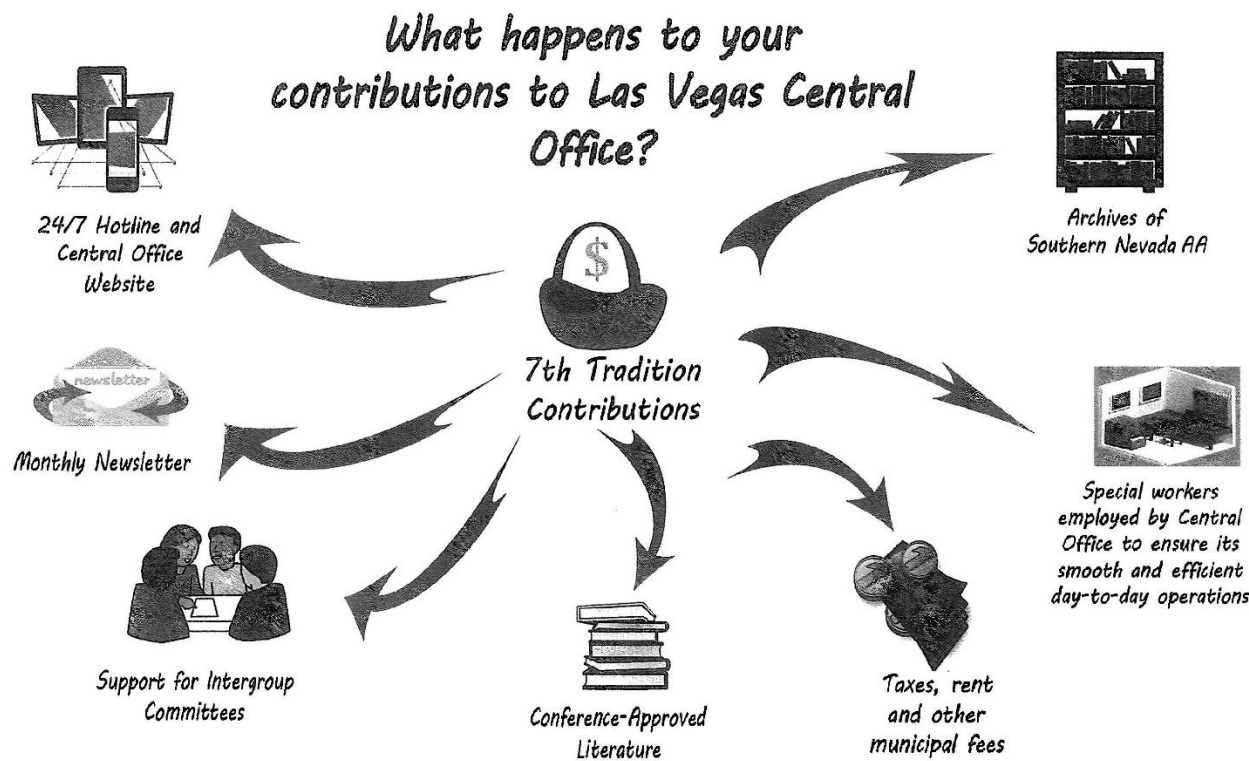 What happens to your
contributions to Las Vegas Central
Office?
24/7 Hotline and
Central Office
Website
$
7th Tradition
Contributions
Archives of
Southern Nevada AA
newsletter
Monthly Newsletter
Special workers
employed by Central
Office to ensure its
smooth and efficient
day-to-day operations
Support for Intergroup
Committees
Conference-Approved
Literature
Taxes, rent
and other
municipal fees